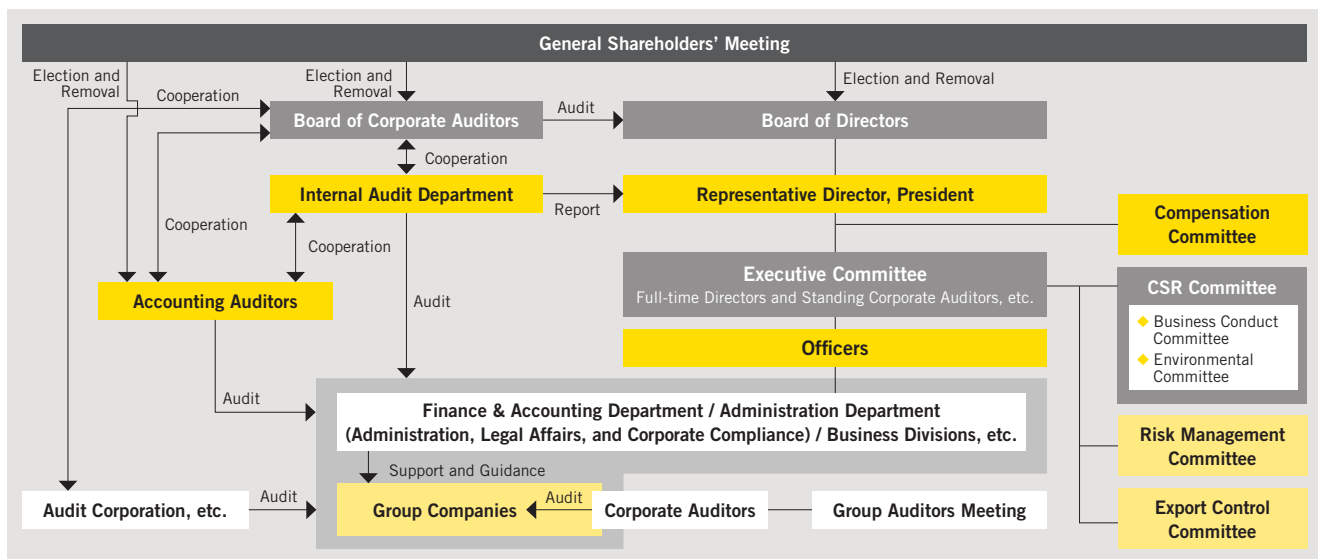 General Shareholders' Meeting
Election and
Removal
Cooperation
Election and
Removal
Election and Removal
Board of Corporate Auditors
Audit
Board of Directors
Cooperation
Internal Audit Department
Report
Representative Director, President
Compensation
Committee
Cooperation
Cooperation
Accounting Auditors
Audit
Executive Committee
Full-time Directors and Standing Corporate Auditors, etc.
CSR Committee
Business Conduct
Committee
Environmental
Committee
Officers
Audit
Finance & Accounting Department / Administration Department
(Administration, Legal Affairs, and Corporate Compliance) / Business Divisions, etc.
Risk Management
Committee
Support and Guidance
Audit Corporation, etc.
Audit
Group Companies
Audit
Corporate Auditors
Group Auditors Meeting
Export Control
Committee